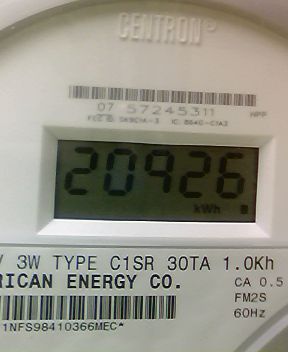 CENTRON®
07 57245311
20926
kWh
3W TYPE C1SR 30TA 1.0Kh
RICAN ENERGY CO.
CA 0.5
FM2S
60Hz
1NFS98410366MEC*